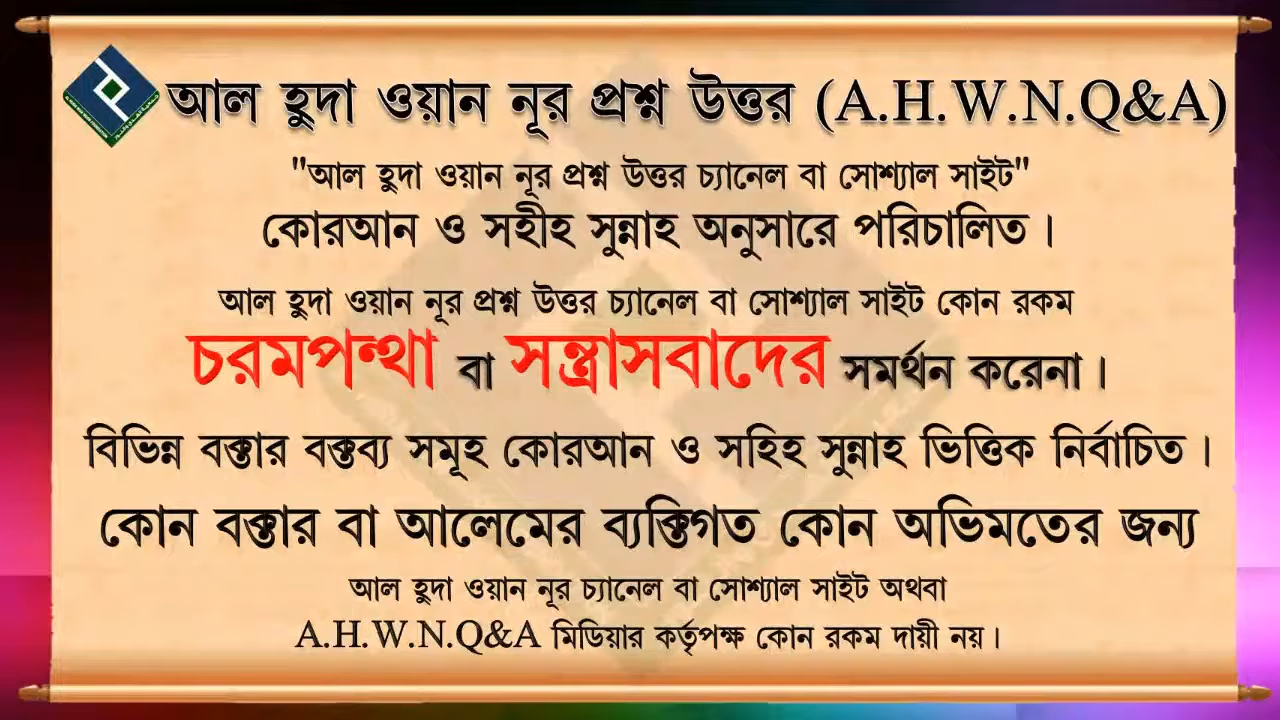 আল হুদা ওয়ান নূর প্রশ্ন উত্তর (A.H.W.N.Q&A)
"আল হুদা ওয়ান নূর প্রশ্ন উত্তর চ্যানেল বা সোশ্যাল সাইট"
কোরআন ও সহীহ সুন্নাহ অনুসারে পরিচালিত।
আল হুদা ওয়ান নূর প্রশ্ন উত্তর চ্যানেল বা সোশ্যাল সাইট কোন রকম
চরমপন্থা বা সন্ত্রাসবাদের সমর্থন করেনা।
বিভিন্ন বক্তার বক্তব্য সমূহ কোরআন ও সহিহ সুন্নাহ ভিত্তিক নির্বাচিত।
কোন বক্তার বা আলেমের ব্যক্তিগত কোন অভিমতের জন্য
আল হুদা ওয়ান নূর চ্যানেল বা সোশ্যাল সাইট অথবা
A.H.W.N.Q&A মিডিয়ার কর্তৃপক্ষ কোন রকম দায়ী নয়।